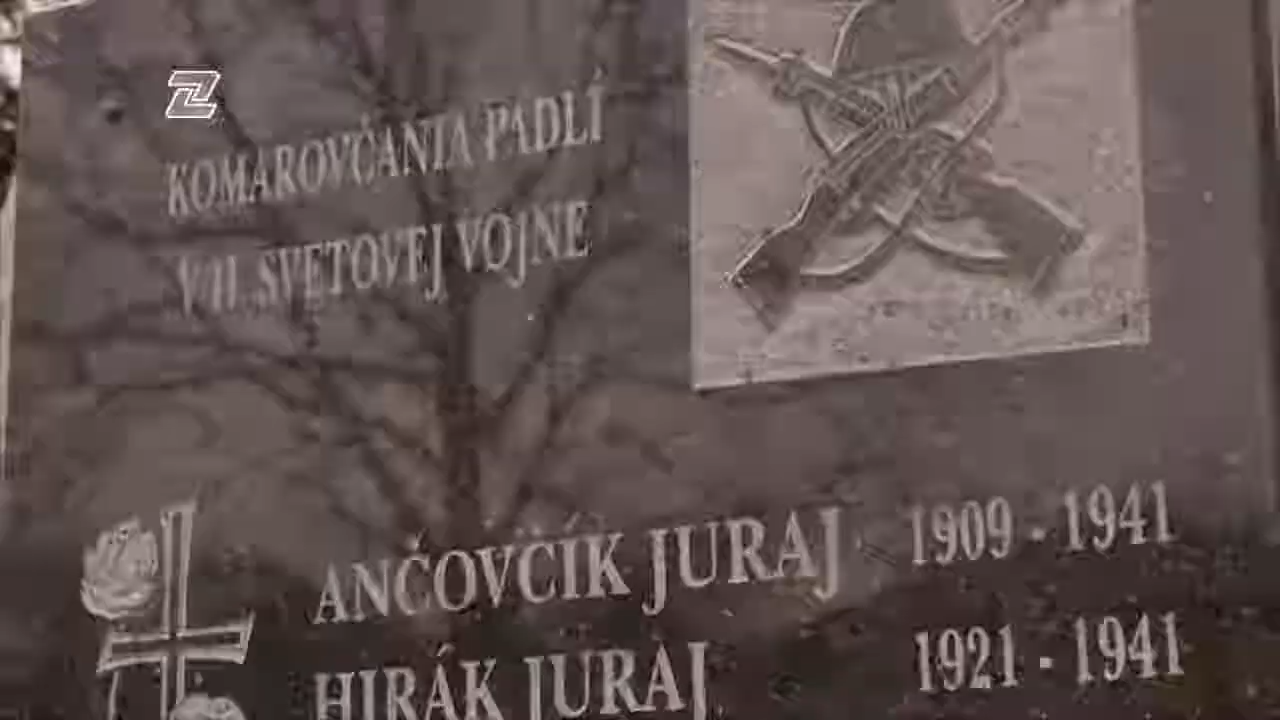 KOMAROVČANIA PADLÍ
V II. SVETOVEJ VOJNE
ANČOVČÍK JURAJ 1909 - 1941
HIRÁK JURAJ 1921 - 1941